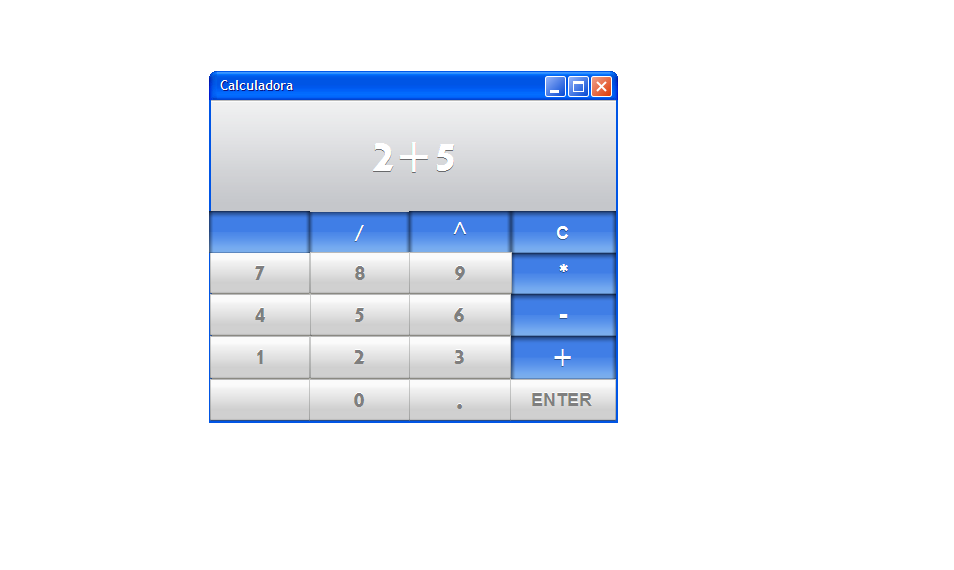 Calculadora
2+5
/ ^ C
7 8 9 *
4 5 6 -
1 2 3 +
0 . ENTER